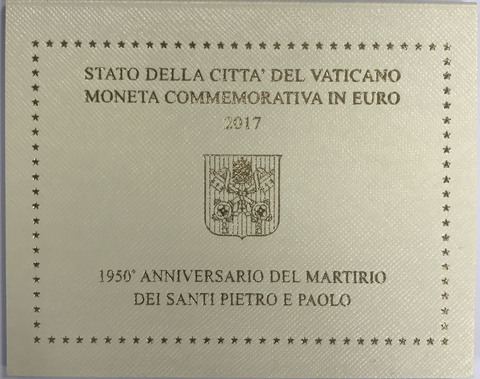 STATO DELLA CITTA' DEL VATICANO
MONETA COMMEMORATIVA IN EURO
2017
1950° ANNIVERSARIO DEL MARTIRIO
DEI SANTI PIETRO E PAOLO